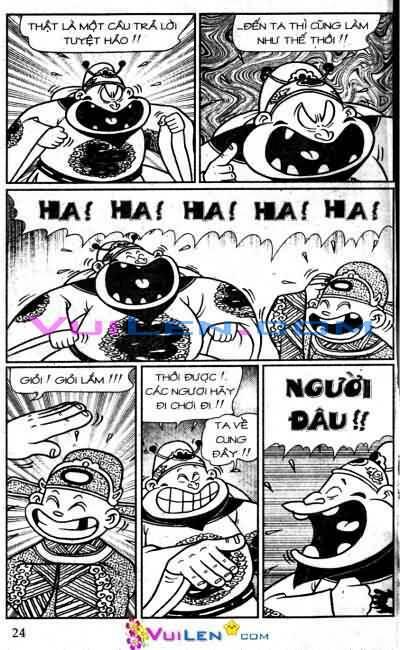 THẬT LÀ MỘT CÂU TRẢ LỜI
TUYỆT HẢO !!
...ĐẾN TA THÌ CŨNG LÀM
NHƯ THẾ THÔI !!
HA! HA! HA! HA! HA!
VUILEN.COM
GIỎI ! GIỎI LẮM !!!
THÔI ĐƯỢC !.
CÁC NGƯƠI HÃY
ĐI CHƠI ĐI !!
TA VỀ
CUNG
ĐÂY !!
NGƯỜI
ĐÂU !!
24
VUILEN COM